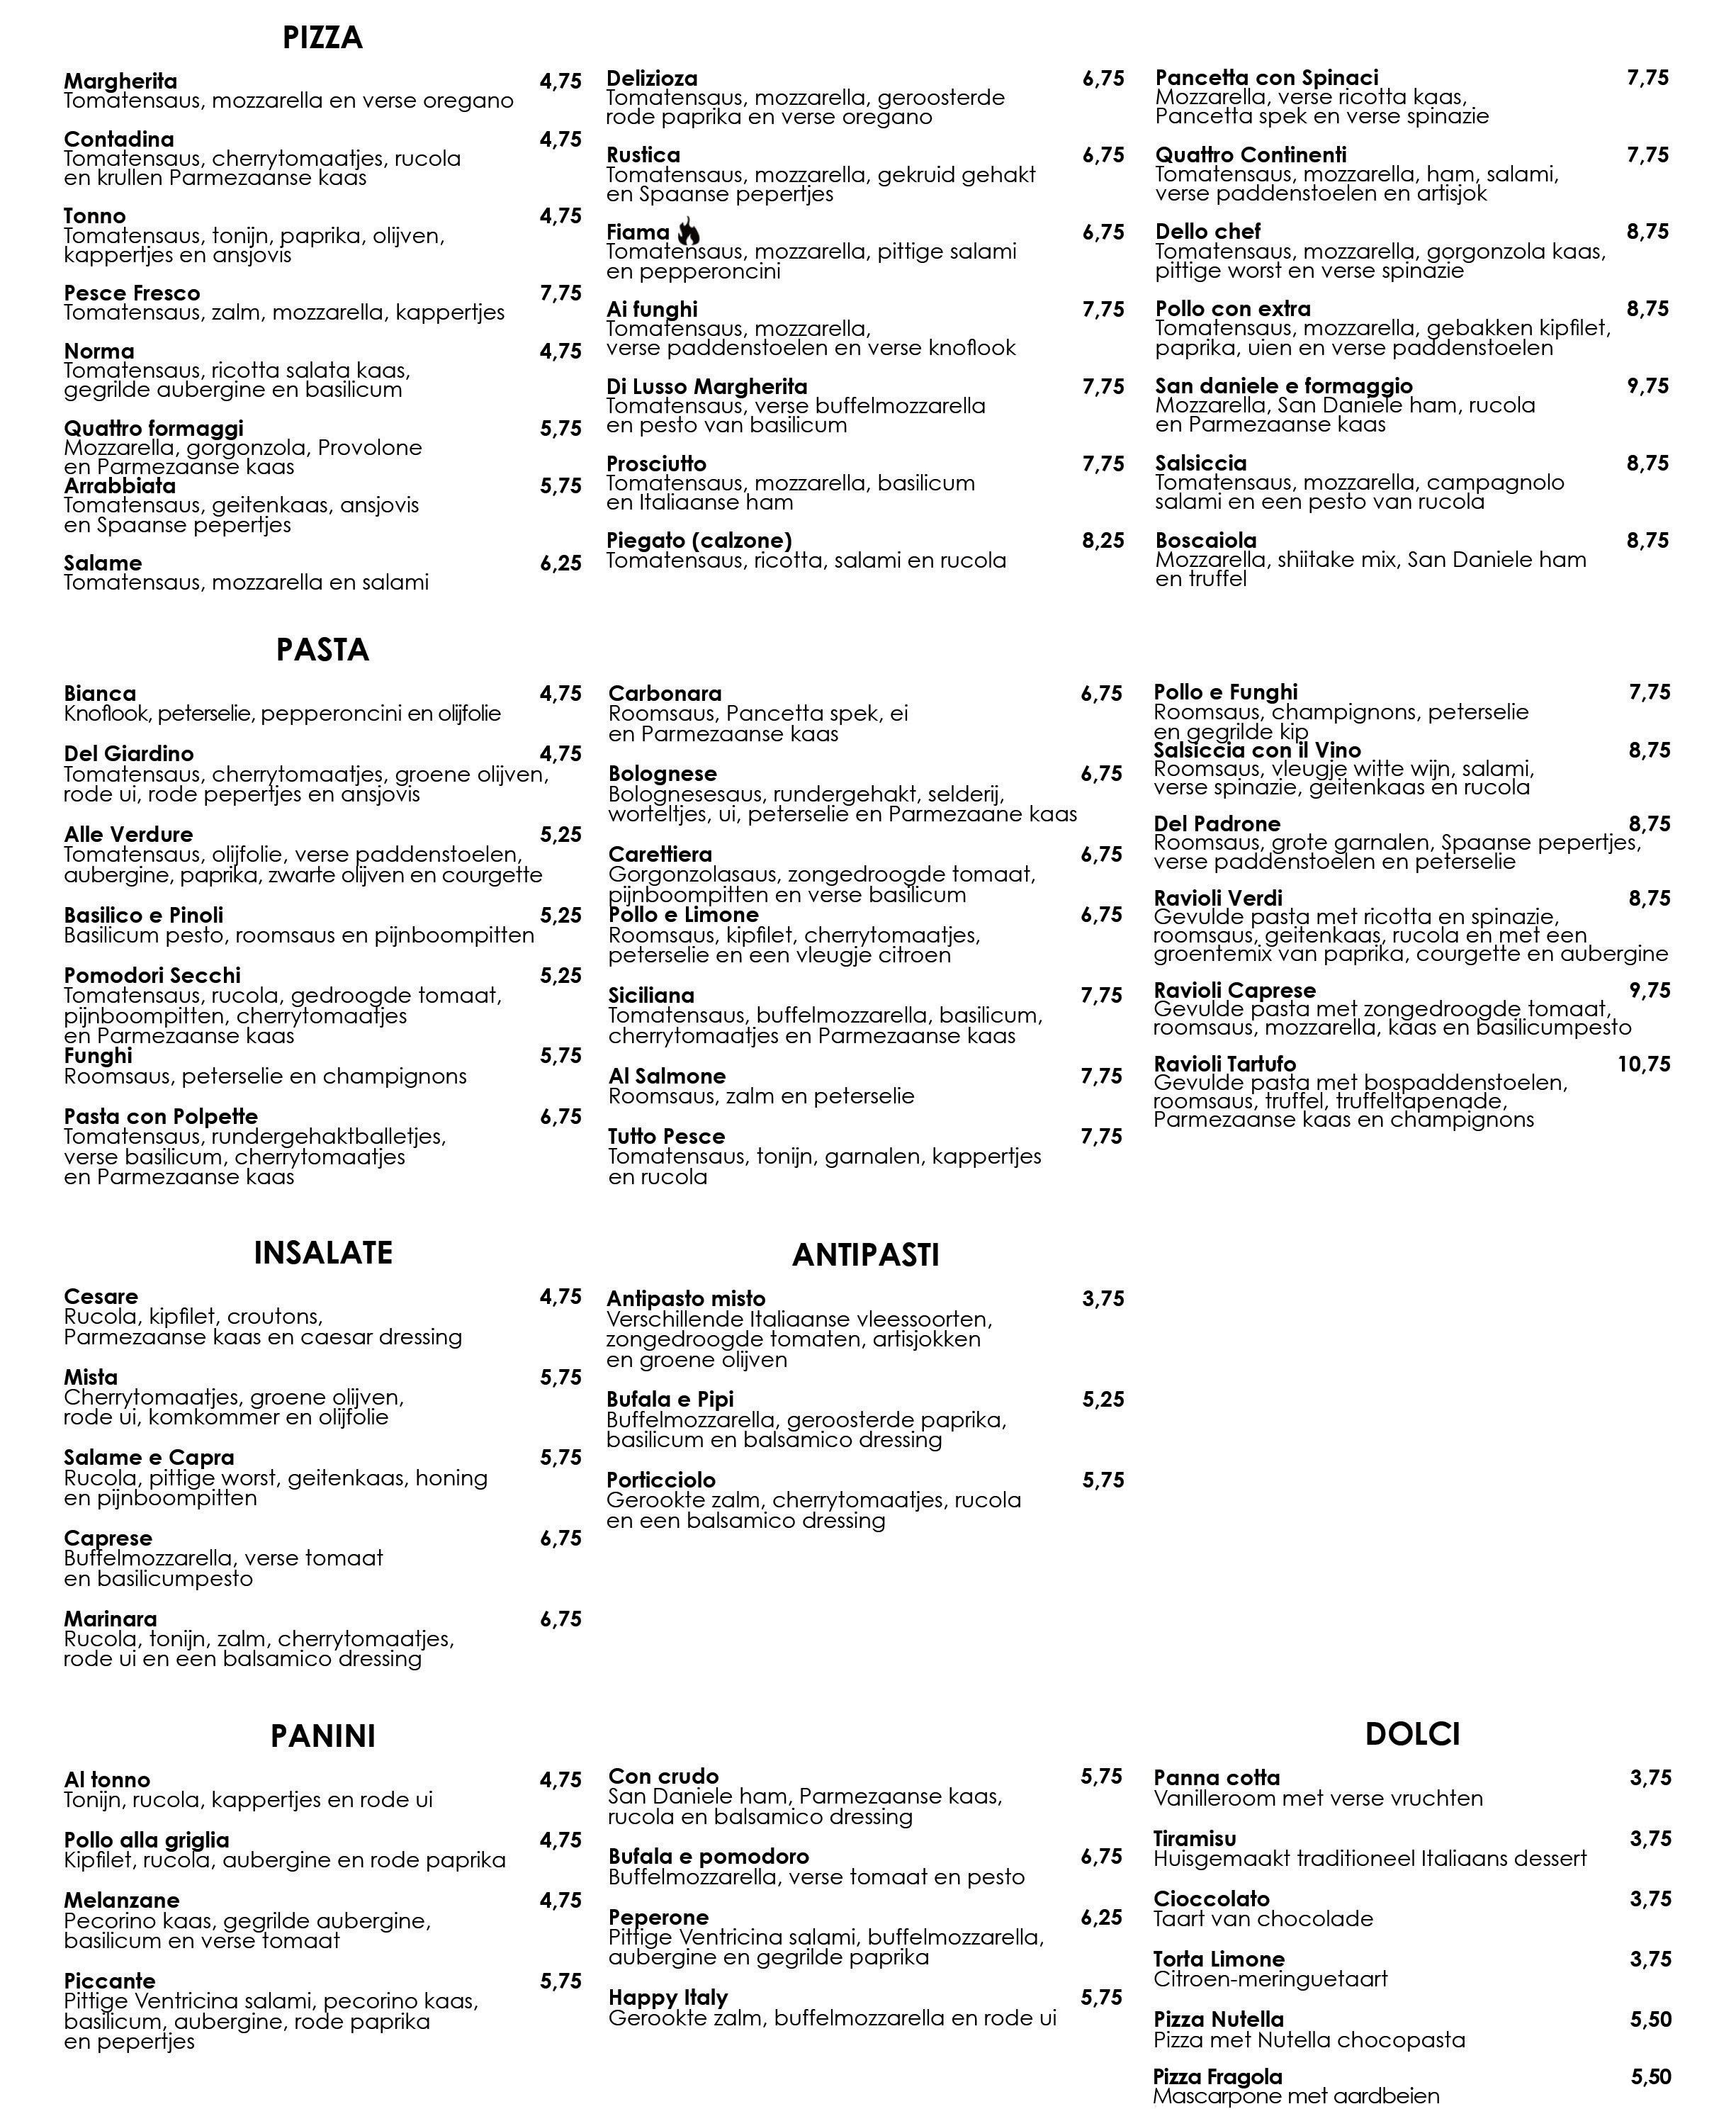 PIZZA
Margherita 4,75
Tomatensaus, mozzarella en verse oregano
Contadina 4,75
Tomatensaus, cherrytomaatjes, rucola
en krullen Parmezaanse kaas
Tonno 4,75
Tomatensaus, tonijn, paprika, olijven,
kappertjes en ansjovis
Pesce Fresco 7,75
Tomatensaus, zalm, mozzarella, kappertjes
Norma 4,75
Tomatensaus, ricotta salata kaas,
gegrilde aubergine en basilicum
Quattro formaggi 5,75
Mozzarella, gorgonzola, Provolone
en Parmezaanse kaas
Arrabbiata 5,75
Tomatensaus, geitenkaas, ansjovis
en Spaanse pepertjes
Salame 6,25
Tomatensaus, mozzarella en salami
Delizioza 6,75
Tomatensaus, mozzarella, geroosterde
rode paprika en verse oregano
Rustica 6,75
Tomatensaus, mozzarella, gekruid gehakt
en Spaanse pepertjes
Fiama 6,75
Tomatensaus, mozzarella, pittige salami
en pepperoncini
Ai funghi 7,75
Tomatensaus, mozzarella,
verse paddenstoelen en verse knoflook
Di Lusso Margherita 7,75
Tomatensaus, verse buffelmozzarella
en pesto van basilicum
Prosciutto 7,75
Tomatensaus, mozzarella, basilicum
en Italiaanse ham
Piegato (calzone) 8,25
Tomatensaus, ricotta, salami en rucola
Pancetta con Spinaci 7,75
Mozzarella, verse ricotta kaas,
Pancetta spek en verse spinazie
Quattro Continenti 7,75
Tomatensaus, mozzarella, ham, salami,
verse paddenstoelen en artisjok
Dello chef 8,75
Tomatensaus, mozzarella, gorgonzola kaas,
pittige worst en verse spinazie
Pollo con extra 8,75
Tomatensaus, mozzarella, gebakken kipfilet,
paprika, uien en verse paddenstoelen
San daniele e formaggio 9,75
Mozzarella, San Daniele ham, rucola
en Parmezaanse kaas
Salsiccia 8,75
Tomatensaus, mozzarella, campagnolo
salami en een pesto van rucola
Boscaiola 8,75
Mozzarella, shiitake mix, San Daniele ham
en truffel
PASTA
Bianca 4,75
Knoflook, peterselie, pepperoncini en olijfolie
Del Giardino 4,75
Tomatensaus, cherrytomaatjes, groene olijven,
rode ui, rode pepertjes en ansjovis
Alle Verdure 5,25
Tomatensaus, olijfolie, verse paddenstoelen,
aubergine, paprika, zwarte olijven en courgette
Basilico e Pinoli 5,25
Basilicum pesto, roomsaus en pijnboompitten
Pomodori Secchi 5,25
Tomatensaus, rucola, gedroogde tomaat,
pijnboompitten, cherrytomaatjes
en Parmezaanse kaas
Funghi 5,75
Roomsaus, peterselie en champignons
Pasta con Polpette 6,75
Tomatensaus, rundergehaktballetjes,
verse basilicum, cherrytomaatjes
en Parmezaanse kaas
Carbonara 6,75
Roomsaus, Pancetta spek, ei
en Parmezaanse kaas
Bolognese 6,75
Bolognesesaus, rundergehakt, selderij,
worteltjes, ui, peterselie en Parmezaane kaas
Carettiera 6,75
Gorgonzolasaus, zongedroogde tomaat,
pijnboompitten en verse basilicum
Pollo e Limone 6,75
Roomsaus, kipfilet, cherrytomaatjes,
peterselie en een vleugje citroen
Siciliana 7,75
Tomatensaus, buffelmozzarella, basilicum,
cherrytomaatjes en Parmezaanse kaas
Al Salmone 7,75
Roomsaus, zalm en peterselie
Tutto Pesce 7,75
Tomatensaus, tonijn, garnalen, kappertjes
en rucola
Pollo e Funghi 7,75
Roomsaus, champignons, peterselie
en gegrilde kip
Salsiccia con il Vino 8,75
Roomsaus, vleugje witte wijn, salami,
verse spinazie, geitenkaas en rucola
Del Padrone 8,75
Roomsaus, grote garnalen, Spaanse pepertjes,
verse paddenstoelen en peterselie
Ravioli Verdi 8,75
Gevulde pasta met ricotta en spinazie,
roomsaus, geitenkaas, rucola en met een
groentemix van paprika, courgette en aubergine
Ravioli Caprese 9,75
Gevulde pasta met zongedroogde tomaat,
roomsaus, mozzarella, kaas en basilicumpesto
Ravioli Tartufo 10,75
Gevulde pasta met bospaddenstoelen,
roomsaus, truffel, truffeltapenade,
Parmezaanse kaas en champignons
INSALATE
Cesare 4,75
Rucola, kipfilet, croutons,
Parmezaanse kaas en caesar dressing
Mista 5,75
Cherrytomaatjes, groene olijven,
rode ui, komkommer en olijfolie
Salame e Capra 5,75
Rucola, pittige worst, geitenkaas, honing
en pijnboompitten
Caprese 6,75
Buffelmozzarella, verse tomaat
en basilicumpesto
Marinara 6,75
Rucola, tonijn, zalm, cherrytomaatjes,
rode ui en een balsamico dressing
ANTIPASTI
Antipasto misto 3,75
Verschillende Italiaanse vleessoorten,
zongedroogde tomaten, artisjokken
en groene olijven
Bufala e Pipi 5,25
Buffelmozzarella, geroosterde paprika,
basilicum en balsamico dressing
Porticciolo 5,75
Gerookte zalm, cherrytomaatjes, rucola
en een balsamico dressing
PANINI
Al tonno 4,75
Tonijn, rucola, kappertjes en rode ui
Pollo alla griglia 4,75
Kipfilet, rucola, aubergine en rode paprika
Melanzane 4,75
Pecorino kaas, gegrilde aubergine,
basilicum en verse tomaat
Piccante 5,75
Pittige Ventricina salami, pecorino kaas,
basilicum, aubergine, rode paprika
en pepertjes
Con crudo 5,75
San Daniele ham, Parmezaanse kaas,
rucola en balsamico dressing
Bufala e pomodoro 6,75
Buffelmozzarella, verse tomaat en pesto
Peperone 6,25
Pittige Ventricina salami, buffelmozzarella,
aubergine en gegrilde paprika
Happy Italy 5,75
Gerookte zalm, buffelmozzarella en rode ui
DOLCI
Panna cotta 3,75
Vanilleroom met verse vruchten
Tiramisu 3,75
Huisgemaakt traditioneel Italiaans dessert
Cioccolato 3,75
Taart van chocolade
Torta Limone 3,75
Citroen-meringuetaart
Pizza Nutella 5,50
Pizza met Nutella chocopasta
Pizza Fragola 5,50
Mascarpone met aardbeien